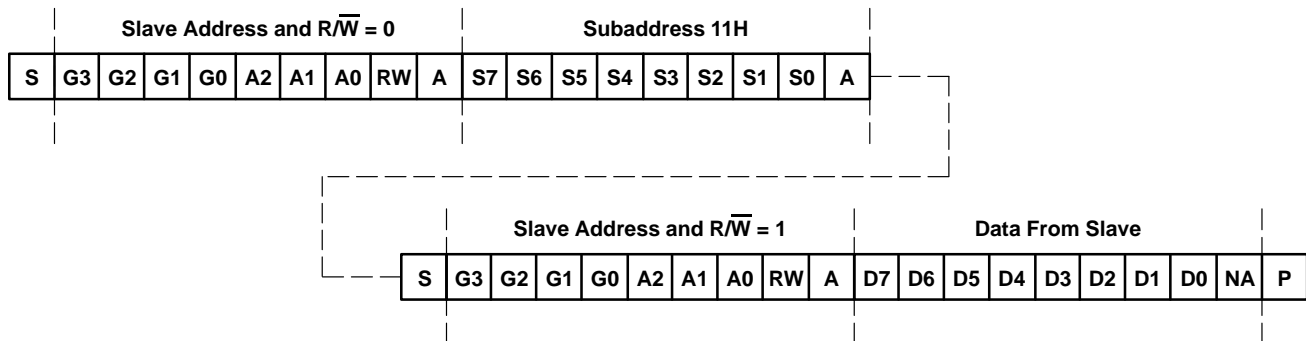 Slave Address and R/W̅ = 0 Subaddress 11H
S G3 G2 G1 G0 A2 A1 A0 RW A S7 S6 S5 S4 S3 S2 S1 S0 A
Slave Address and R/W̅ = 1 Data From Slave
S G3 G2 G1 G0 A2 A1 A0 RW A D7 D6 D5 D4 D3 D2 D1 D0 NA P